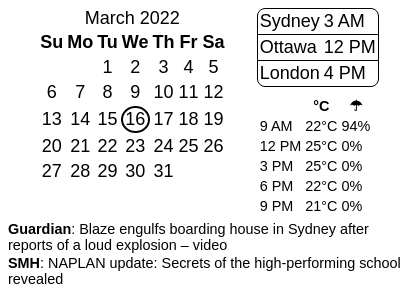 March 2022
Su Mo Tu We Th Fr Sa
1 2 3 4 5
6 7 8 9 10 11 12
13 14 15 16 17 18 19
20 21 22 23 24 25 26
27 28 29 30 31
Sydney 3 AM
Ottawa 12 PM
London 4 PM
°C ☂
9 AM 22°C 94%
12 PM 25°C 0%
3 PM 25°C 0%
6 PM 22°C 0%
9 PM 21°C 0%
Guardian: Blaze engulfs boarding house in Sydney after
reports of a loud explosion – video
SMH: NAPLAN update: Secrets of the high-performing school
revealed